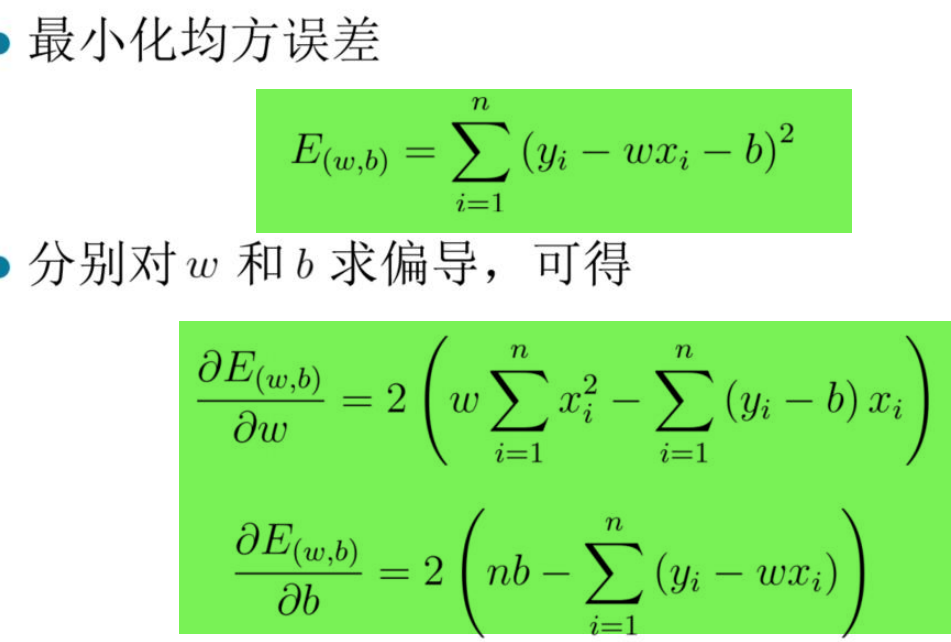 • 最小化均方误差
$E_{(w,b)} = \sum_{i=1}^{n} (y_i - wx_i - b)^2$
• 分别对 w 和 b 求偏导，可得
$\frac{\partial E_{(w,b)}}{\partial w} = 2 \left( w \sum_{i=1}^{n} x_i^2 - \sum_{i=1}^{n} (y_i - b) x_i \right)$
$\frac{\partial E_{(w,b)}}{\partial b} = 2 \left( nb - \sum_{i=1}^{n} (y_i - wx_i) \right)$